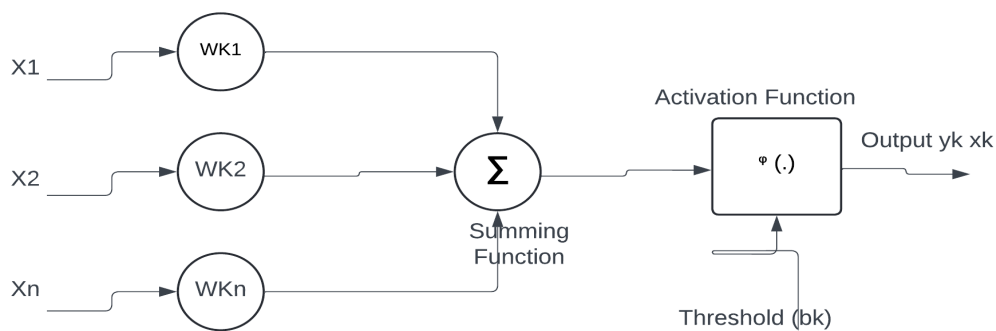 X1
WK1
X2
WK2
Xn
WKn
Σ
Summing
Function
Activation Function
φ (.)
Output yk xk
Threshold (bk)